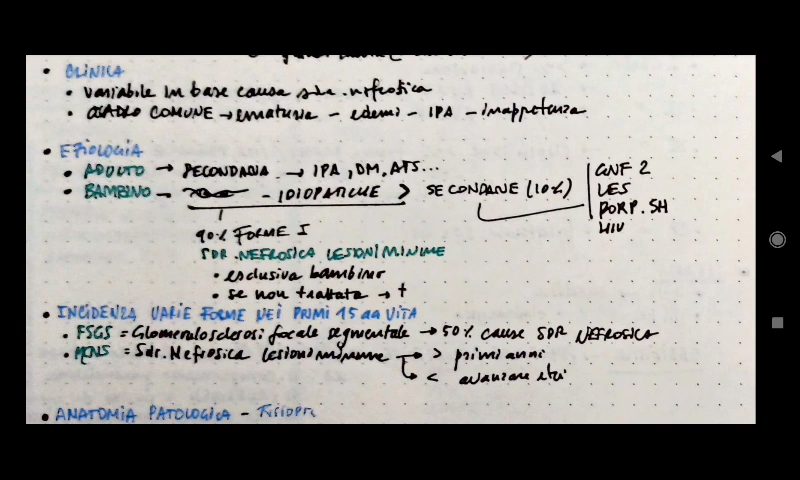 • CLINICA
• variabile in base causa sdr. nefrosica
• QUADRO COMUNE → ematuria - edemi - IPA - inappetenza
• EZIOLOGIA
• ADULTO → SECONDARIA → IPA, DM, ATS...
• BAMBINO → - IDIOPATICHE > SECONDARIE (10%)
GNF 2
LES
PORP. SH
HIV
90% FORME I
SDR. NEFROSICA LESIONI MINIME
• esclusiva bambino
• se non trattata → †
• INCIDENZA VARIE FORME NEI PRIMI 15 aa VITA
• FSGS = Glomerulosclerosi focale segmentale → 50% cause SDR NEFROSICA
• MCNS = Sdr. Nefrosica lesioni minime → > primi anni
→ < avanzare età
• ANATOMIA PATOLOGICA -